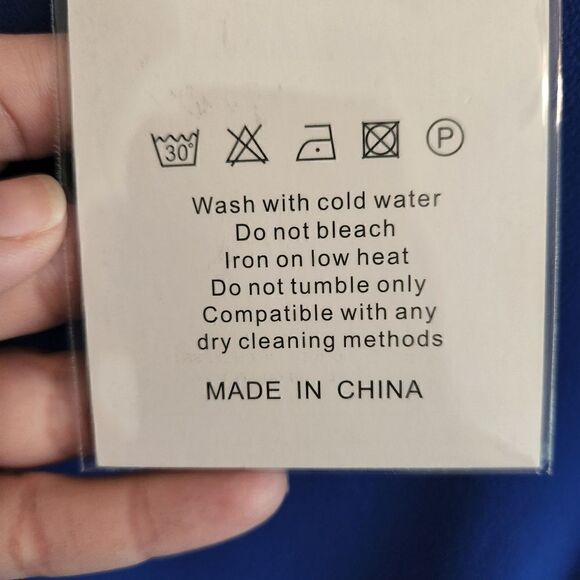 30° P
Wash with cold water
Do not bleach
Iron on low heat
Do not tumble only
Compatible with any
dry cleaning methods
MADE IN CHINA